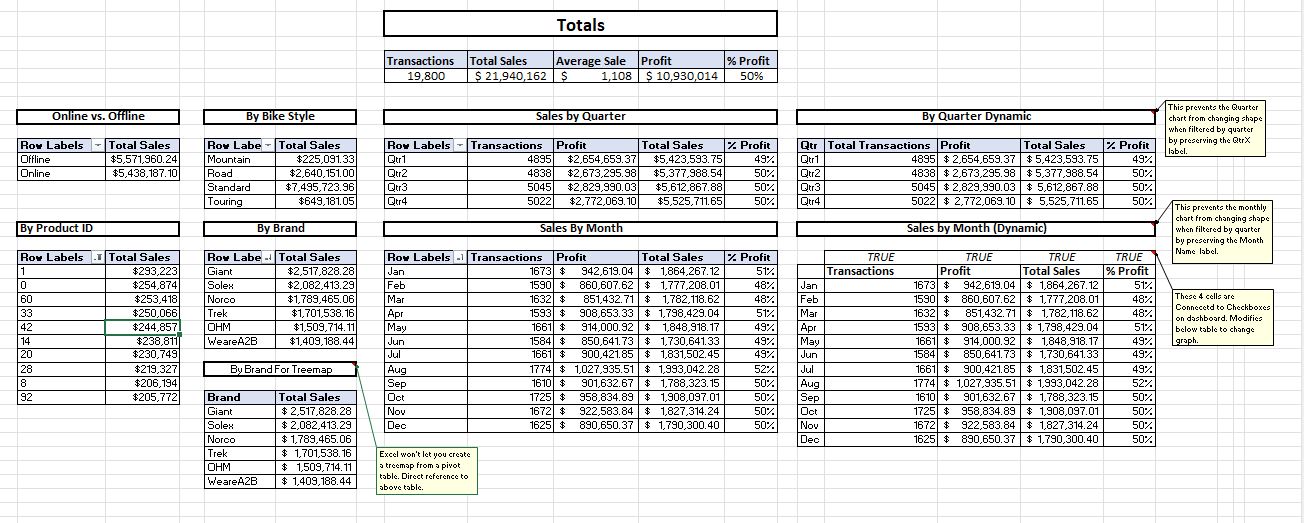 Totals
Transactions Total Sales Average Sale Profit % Profit
19,800 $ 21,940,162 $ 1,108 $ 10,930,014 50%
Online vs. Offline
Row Labels Total Sales
Offline $5,571,960.24
Online $5,438,187.10
By Bike Style
Row Labe Total Sales
Mountain $225,091.33
Road $2,640,151.00
Standard $7,495,723.96
Touring $649,181.05
Sales by Quarter
Row Labels Transactions Profit Total Sales % Profit
Qtr1 4895 $2,654,659.37 $5,423,593.75 49%
Qtr2 4838 $2,673,295.98 $5,377,988.54 50%
Qtr3 5045 $2,829,990.03 $5,612,867.88 50%
Qtr4 5022 $2,772,069.10 $5,525,711.65 50%
By Quarter Dynamic
Qtr Total Transactions Profit Total Sales % Profit
Qtr1 4895 $ 2,654,659.37 $ 5,423,593.75 49%
Qtr2 4838 $ 2,673,295.98 $ 5,377,988.54 50%
Qtr3 5045 $ 2,829,990.03 $ 5,612,867.88 50%
Qtr4 5022 $ 2,772,069.10 $ 5,525,711.65 50%
This prevents the Quarter
chart from changing shape
when filtered by quarter
by preserving the QtrX
label.
By Product ID
Row Labels Total Sales
1 $293,223
0 $254,874
60 $253,418
33 $250,066
42 $244,857
14 $238,811
20 $230,749
28 $219,327
8 $206,194
92 $205,772
By Brand
Row Labe Total Sales
Giant $2,517,828.28
Solex $2,082,413.29
Norco $1,789,465.06
Trek $1,701,538.16
OHM $1,509,714.11
WeareA2B $1,409,188.44
By Brand For Treemap
Brand Total Sales
Giant $ 2,517,828.28
Solex $ 2,082,413.29
Norco $ 1,789,465.06
Trek $ 1,701,538.16
OHM $ 1,509,714.11
WeareA2B $ 1,409,188.44
Excel won't let you create
a treemap from a pivot
table. Direct reference to
above table.
Sales By Month
Row Labels Transactions Profit Total Sales % Profit
Jan 1673 $ 942,619.04 $ 1,864,267.12 51%
Feb 1590 $ 860,607.62 $ 1,777,208.01 48%
Mar 1632 $ 851,432.71 $ 1,782,118.62 48%
Apr 1593 $ 908,653.33 $ 1,798,429.04 51%
May 1661 $ 914,000.92 $ 1,848,918.17 49%
Jun 1584 $ 850,641.73 $ 1,730,641.33 49%
Jul 1661 $ 900,421.85 $ 1,831,502.45 49%
Aug 1774 $ 1,027,935.51 $ 1,993,042.28 52%
Sep 1610 $ 901,632.67 $ 1,788,323.15 50%
Oct 1725 $ 958,834.89 $ 1,908,097.01 50%
Nov 1672 $ 922,583.84 $ 1,827,314.24 50%
Dec 1625 $ 890,650.37 $ 1,790,300.40 50%
Sales by Month (Dynamic)
TRUE TRUE TRUE TRUE
Transactions Profit Total Sales % Profit
Jan 1673 $ 942,619.04 $ 1,864,267.12 51%
Feb 1590 $ 860,607.62 $ 1,777,208.01 48%
Mar 1632 $ 851,432.71 $ 1,782,118.62 48%
Apr 1593 $ 908,653.33 $ 1,798,429.04 51%
May 1661 $ 914,000.92 $ 1,848,918.17 49%
Jun 1584 $ 850,641.73 $ 1,730,641.33 49%
Jul 1661 $ 900,421.85 $ 1,831,502.45 49%
Aug 1774 $ 1,027,935.51 $ 1,993,042.28 52%
Sep 1610 $ 901,632.67 $ 1,788,323.15 50%
Oct 1725 $ 958,834.89 $ 1,908,097.01 50%
Nov 1672 $ 922,583.84 $ 1,827,314.24 50%
Dec 1625 $ 890,650.37 $ 1,790,300.40 50%
This prevents the monthly
chart from changing shape
when filtered by quarter
by preserving the Month
Name label.
These 4 cells are
Connecetd to Checkboxes
on dashboard. Modifies
below table to change
graph.